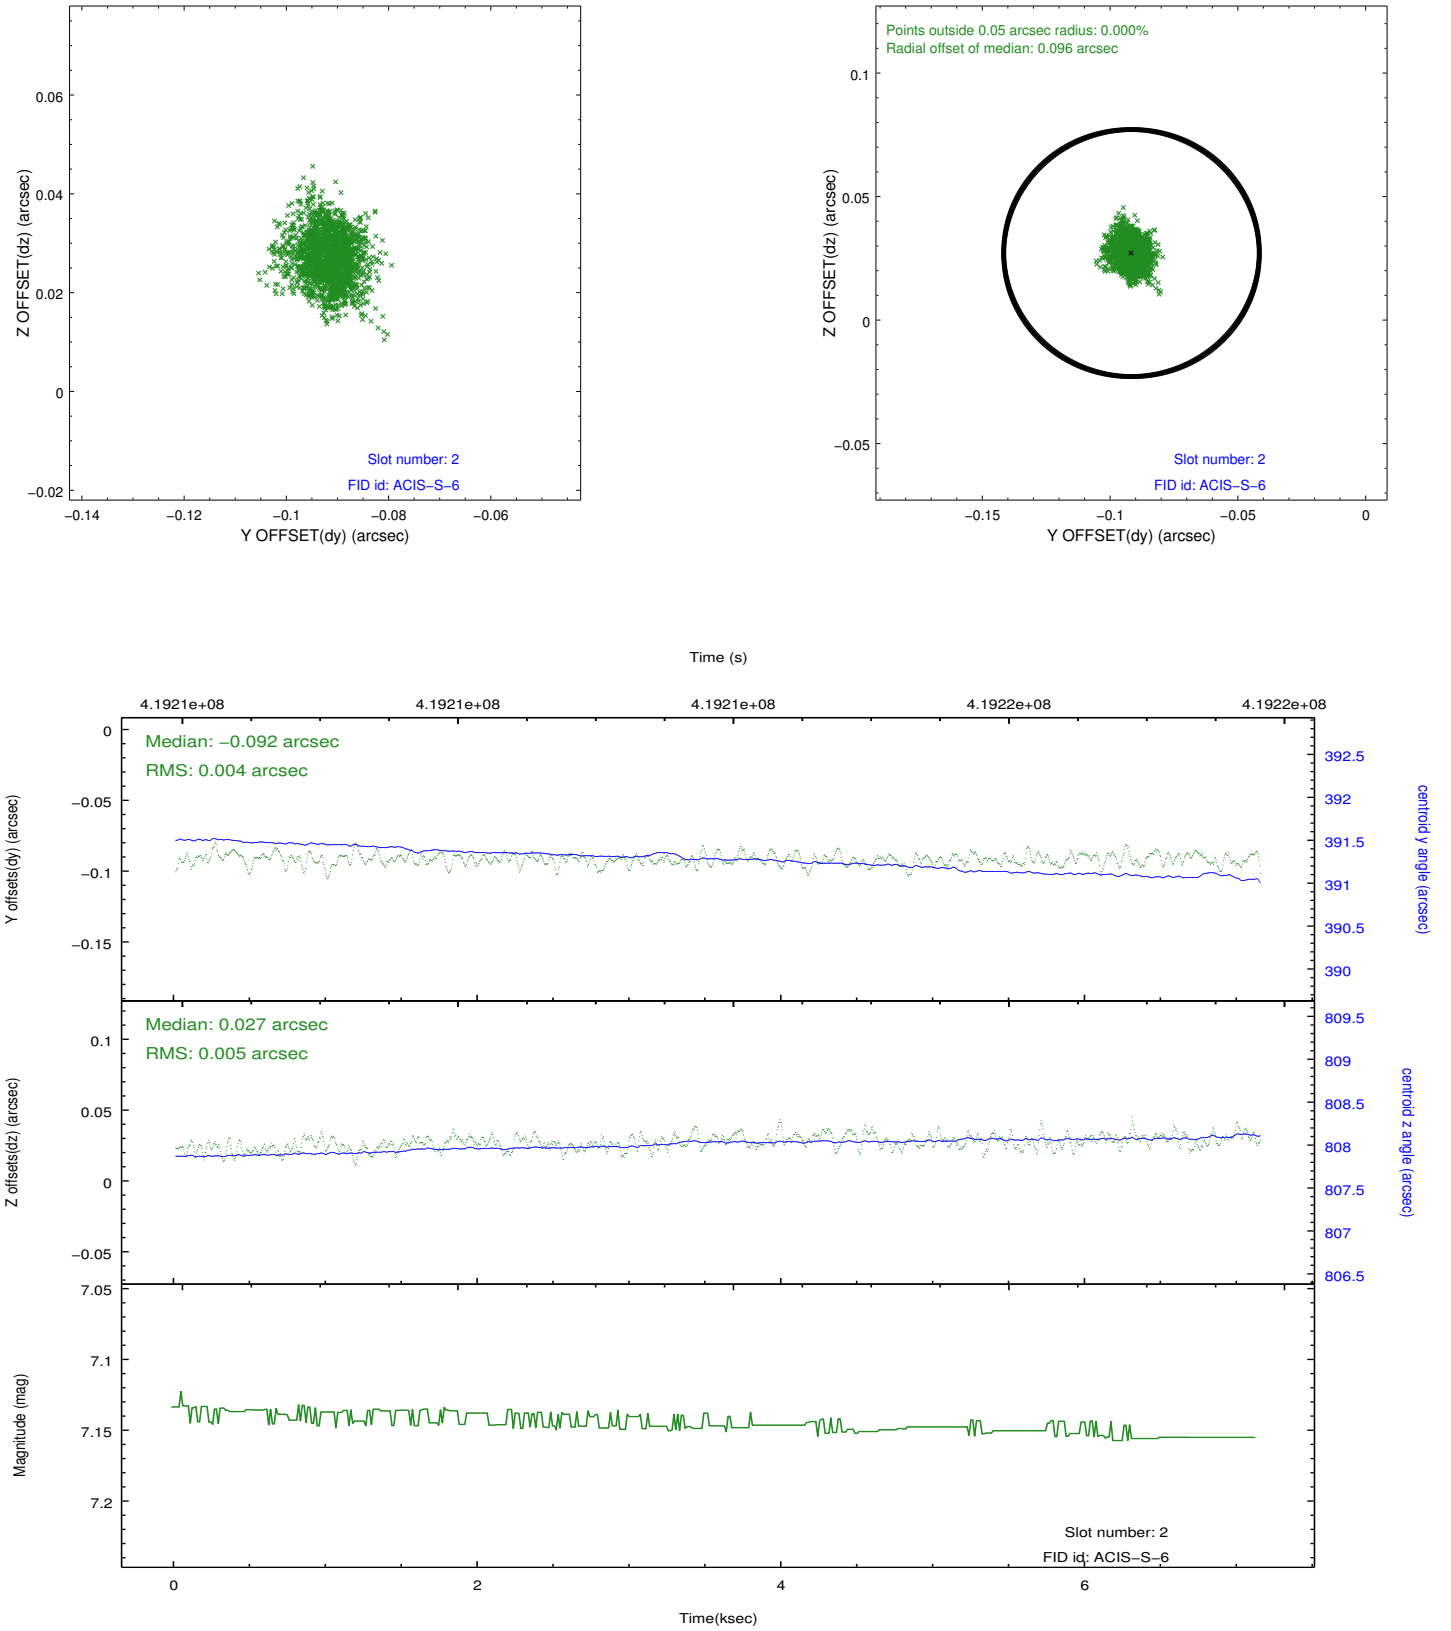 0.06
0.04
0.02
0
−0.02
−0.14
−0.12
−0.1
−0.08
−0.06
Z OFFSET(dz) (arcsec)
Y OFFSET(dy) (arcsec)
Slot number: 2
FID id: ACIS−S−6
Points outside 0.05 arcsec radius: 0.000%
Radial offset of median: 0.096 arcsec
0.1
0.05
0
−0.05
−0.15
−0.1
−0.05
0
Z OFFSET(dz) (arcsec)
Y OFFSET(dy) (arcsec)
Slot number: 2
FID id: ACIS−S−6
Time (s)
4.1921e+08
4.1921e+08
4.1921e+08
4.1922e+08
4.1922e+08
Median: −0.092 arcsec
RMS: 0.004 arcsec
0
−0.05
−0.1
−0.15
Y offsets(dy) (arcsec)
392.5
392
391.5
391
390.5
390
centroid y angle (arcsec)
Median: 0.027 arcsec
RMS: 0.005 arcsec
0.1
0.05
0
−0.05
Z offsets(dz) (arcsec)
809.5
809
808.5
808
807.5
807
806.5
centroid z angle (arcsec)
7.05
7.1
7.15
7.2
Magnitude (mag)
Slot number: 2
FID id: ACIS−S−6
0
2
4
6
Time(ksec)